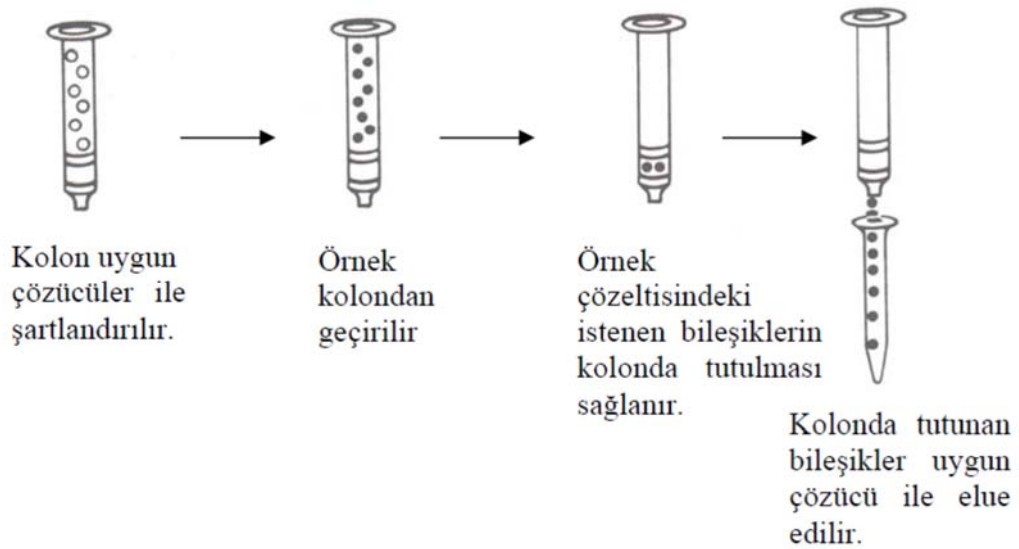 Kolon uygun
çözücüler ile
şartlandırılır.
Örnek
kolondan
geçirilir
Örnek
çözeltisindeki
istenen bileşiklerin
kolonda tutulması
sağlanır.
Kolonda tutunan
bileşikler uygun
çözücü ile elue
edilir.